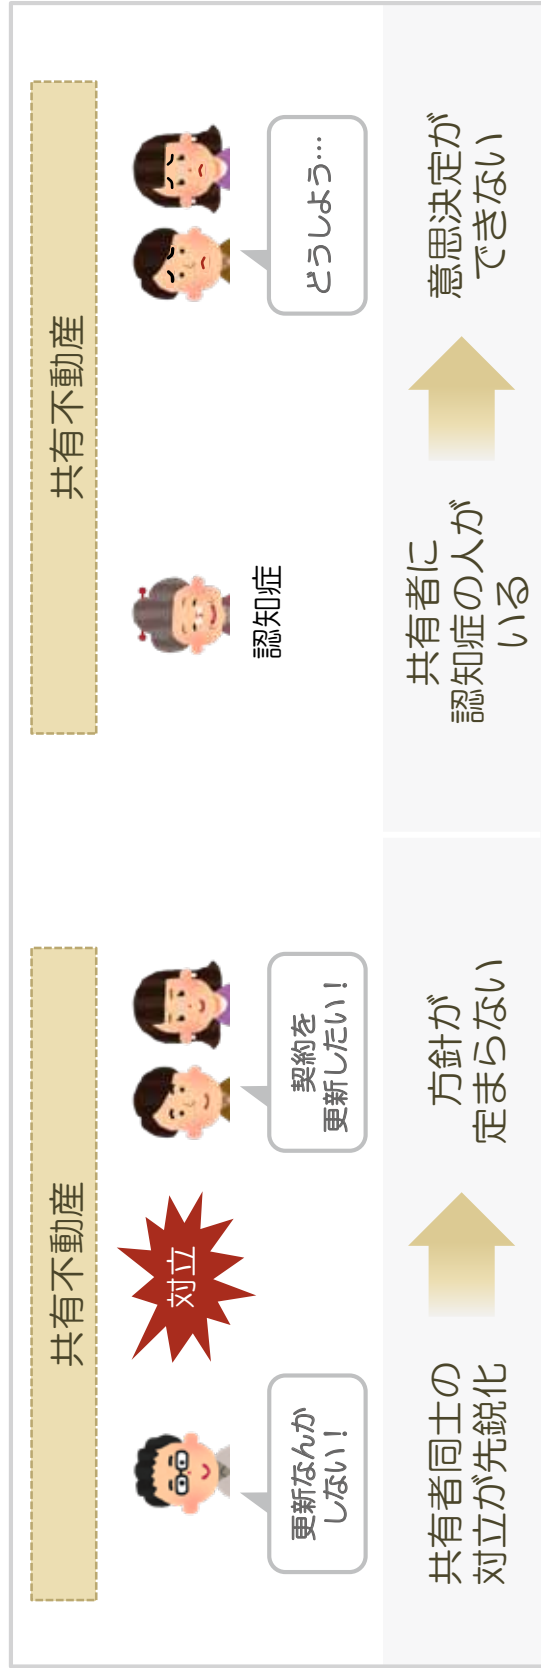 共有不動産
対立
更新なんか
しない！
契約を
更新したい！
共有者同士の
対立が先鋭化
方針が
定まらない
共有不動産
認知症
どうしよう…
共有者に
認知症の人が
いる
意思決定が
できない